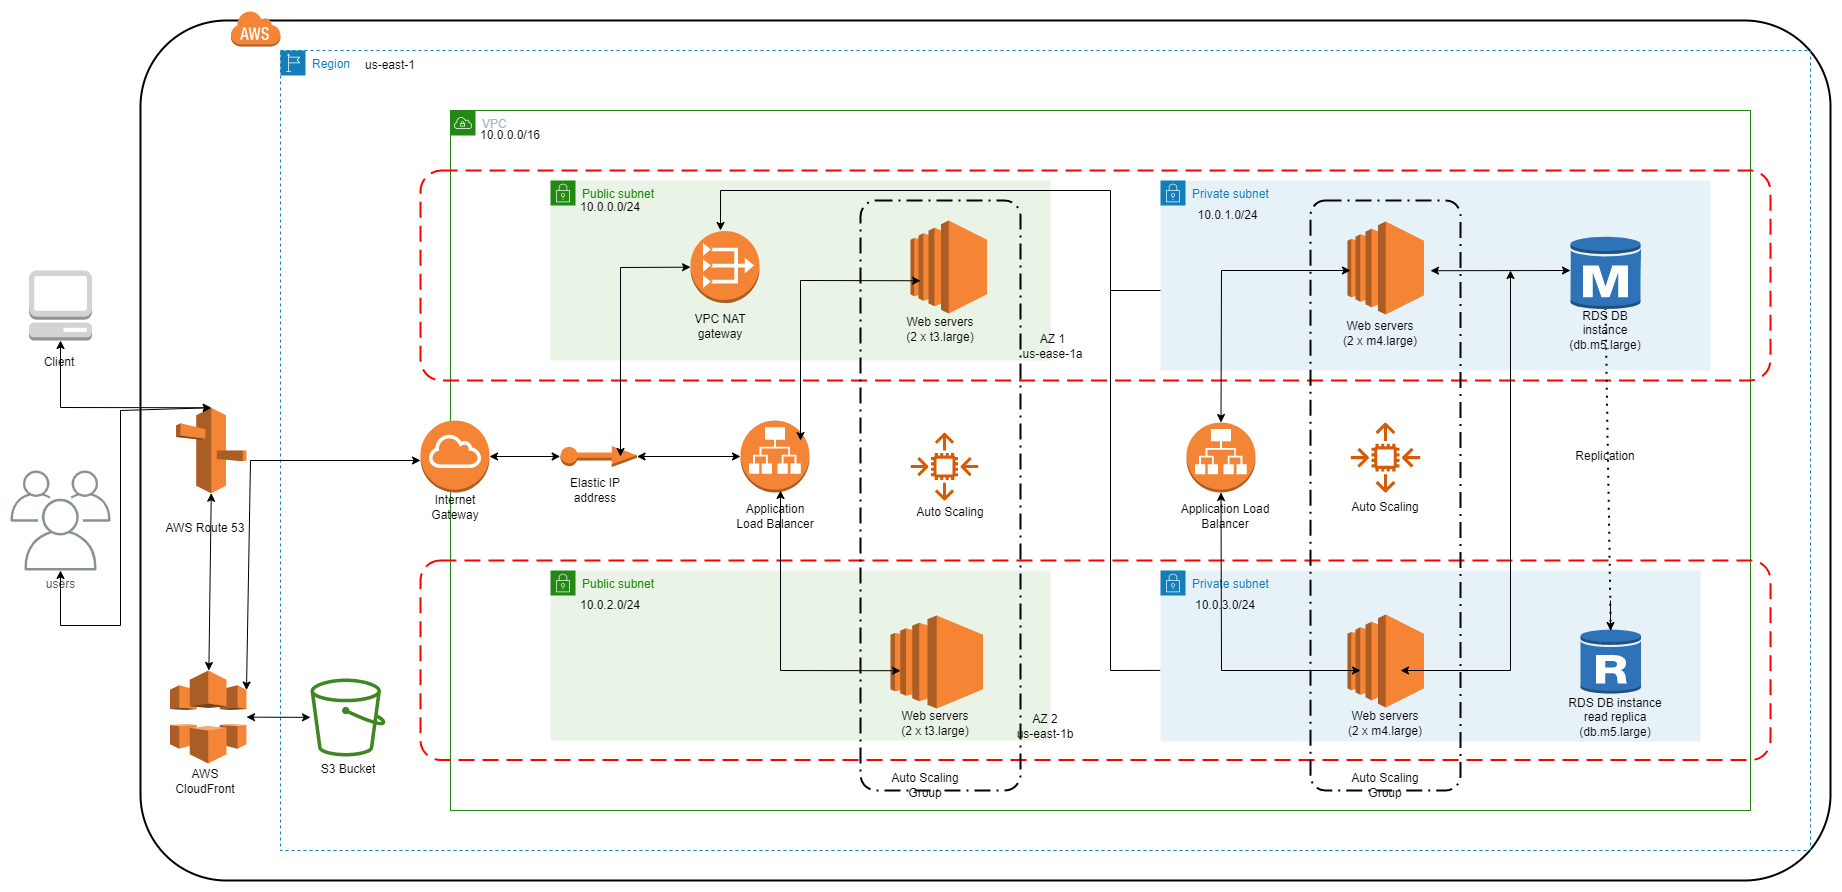 AWS
Region us-east-1
VPC
10.0.0.0/16
Public subnet
10.0.0.0/24
Private subnet
10.0.1.0/24
VPC NAT
gateway
Web servers
(2 x t3.large)
AZ 1
us-ease-1a
Web servers
(2 x m4.large)
M
RDS DB
instance
(db.m5.large)
Client
AWS Route 53
Internet
Gateway
Elastic IP
address
Application
Load Balancer
Auto Scaling
Application Load
Balancer
Auto Scaling
Replication
users
Public subnet
10.0.2.0/24
Private subnet
10.0.3.0/24
Web servers
(2 x t3.large)
AZ 2
us-east-1b
Web servers
(2 x m4.large)
R
RDS DB instance
read replica
(db.m5.large)
AWS
CloudFront
S3 Bucket
Auto Scaling
Group
Auto Scaling
Group